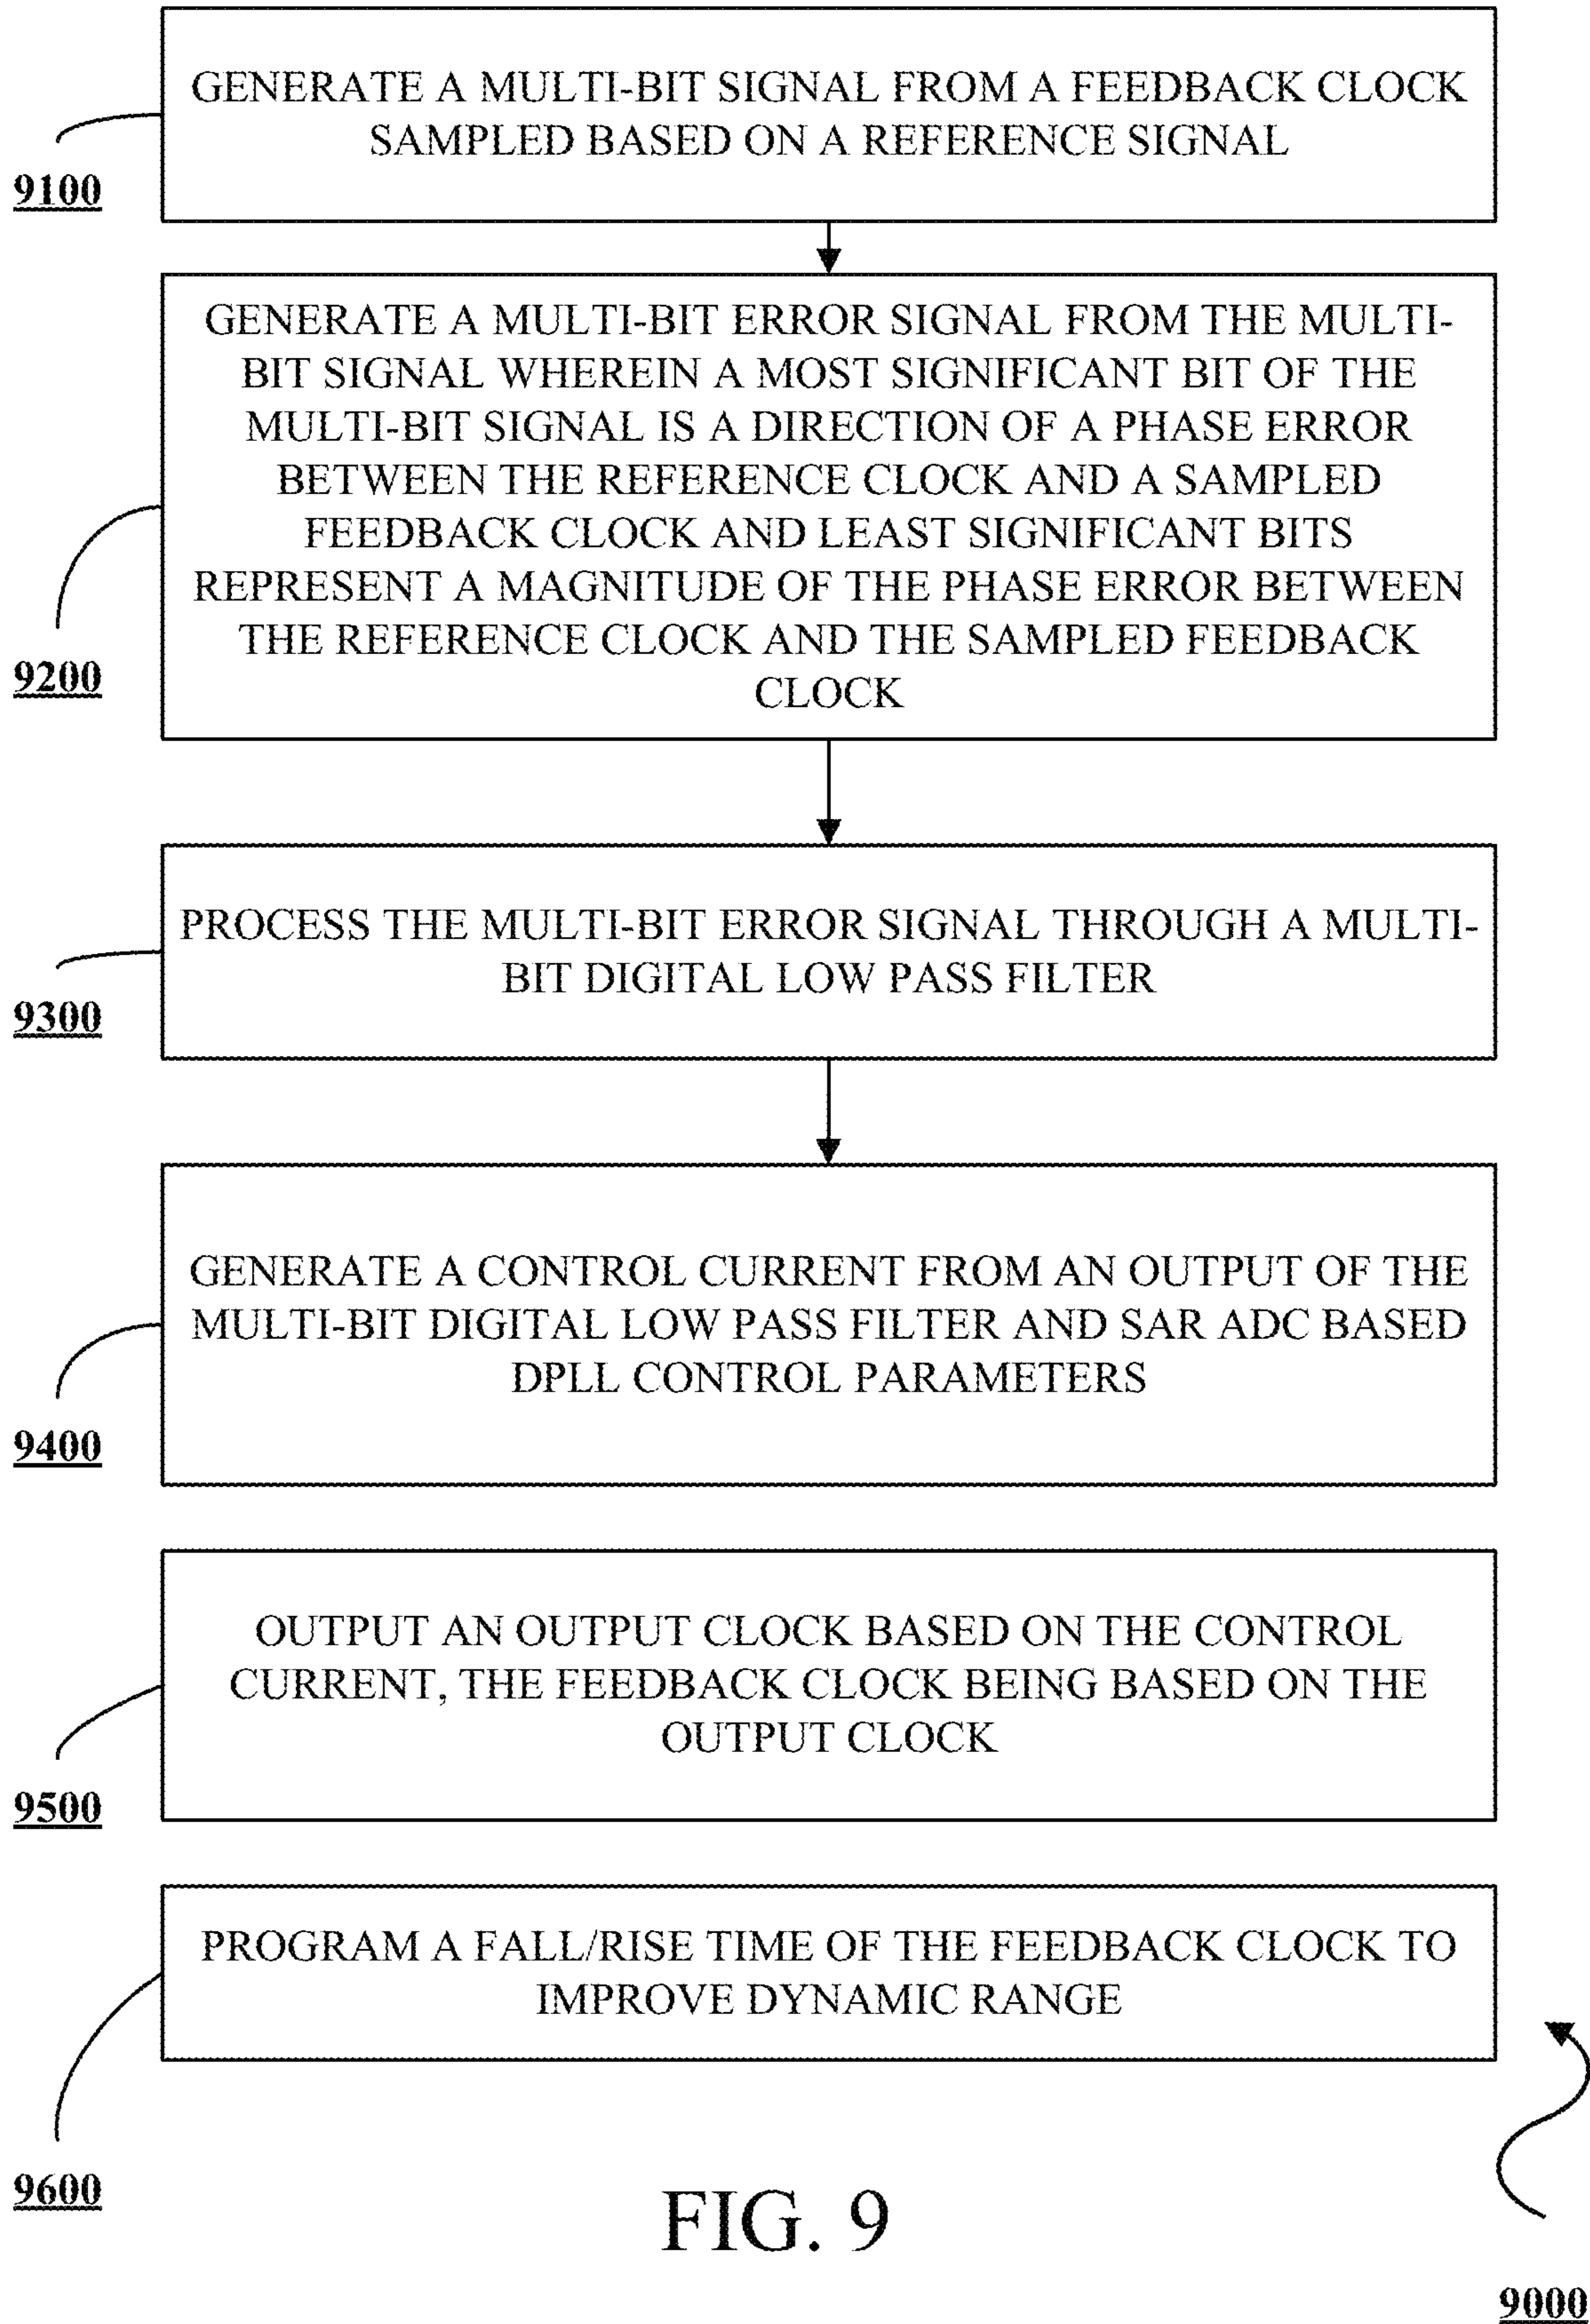 GENERATE A MULTI-BIT SIGNAL FROM A FEEDBACK CLOCK
SAMPLED BASED ON A REFERENCE SIGNAL
9100
GENERATE A MULTI-BIT ERROR SIGNAL FROM THE MULTI-
BIT SIGNAL WHEREIN A MOST SIGNIFICANT BIT OF THE
MULTI-BIT SIGNAL IS A DIRECTION OF A PHASE ERROR
BETWEEN THE REFERENCE CLOCK AND A SAMPLED
FEEDBACK CLOCK AND LEAST SIGNIFICANT BITS
REPRESENT A MAGNITUDE OF THE PHASE ERROR BETWEEN
THE REFERENCE CLOCK AND THE SAMPLED FEEDBACK
CLOCK
9200
PROCESS THE MULTI-BIT ERROR SIGNAL THROUGH A MULTI-
BIT DIGITAL LOW PASS FILTER
9300
GENERATE A CONTROL CURRENT FROM AN OUTPUT OF THE
MULTI-BIT DIGITAL LOW PASS FILTER AND SAR ADC BASED
DPLL CONTROL PARAMETERS
9400
OUTPUT AN OUTPUT CLOCK BASED ON THE CONTROL
CURRENT, THE FEEDBACK CLOCK BEING BASED ON THE
OUTPUT CLOCK
9500
PROGRAM A FALL/RISE TIME OF THE FEEDBACK CLOCK TO
IMPROVE DYNAMIC RANGE
9600
FIG. 9
9000